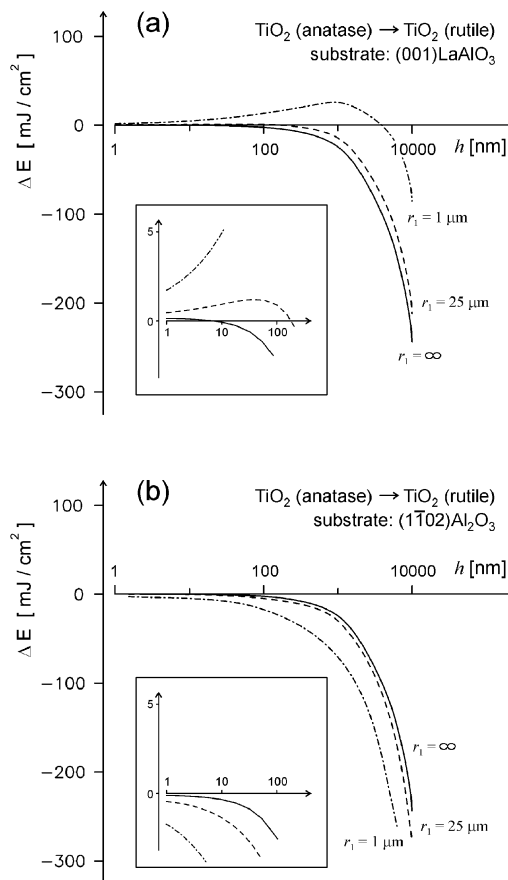 (a)
TiO2 (anatase) → TiO2 (rutile)
substrate: (001)LaAlO3
100
0
−100
−200
−300
Δ E [ mJ / cm2 ]
1
100
10000
h [nm]
r1 = 1 μm
r1 = 25 μm
r1 = ∞
5
0
1
10
100
(b)
TiO2 (anatase) → TiO2 (rutile)
substrate: (11̅02)Al2O3
100
0
−100
−200
−300
Δ E [ mJ / cm2 ]
1
100
10000
h [nm]
r1 = ∞
r1 = 1 μm
r1 = 25 μm
5
0
1
10
100